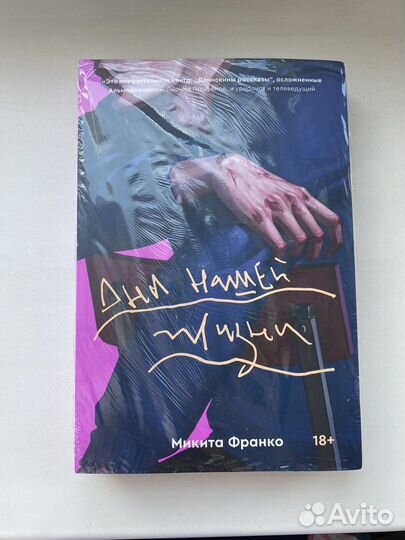 «Это поразительная книга: „Денискины рассказы“, осложненные
Альмодоваром». Леонид Парфенов, журналист и телеведущий
Дни нашей
жизни
Микита Франко 18+
Avito